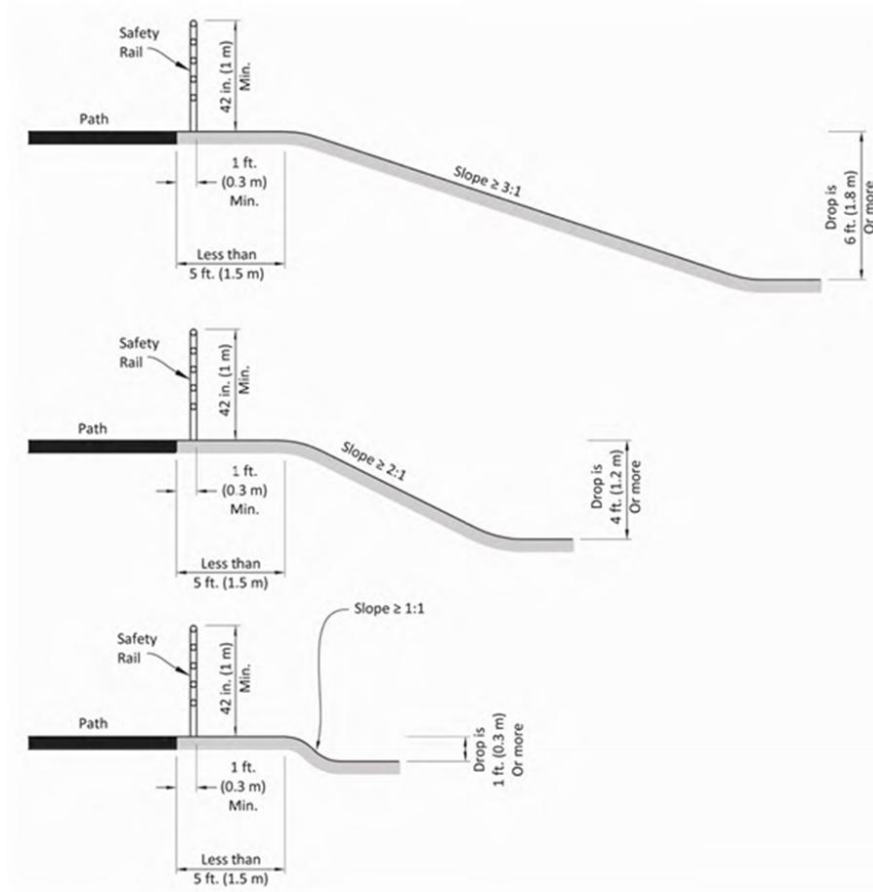 Safety
Rail
42 in. (1 m)
Min.
Path
1 ft.
(0.3 m)
Min.
Less than
5 ft. (1.5 m)
Slope ≥ 3:1
Drop is
6 ft. (1.8 m)
Or more
Safety
Rail
42 in. (1 m)
Min.
Path
1 ft.
(0.3 m)
Min.
Less than
5 ft. (1.5 m)
Slope ≥ 2:1
Drop is
4 ft. (1.2 m)
Or more
Slope ≥ 1:1
Safety
Rail
42 in. (1 m)
Min.
Path
1 ft.
(0.3 m)
Min.
Less than
5 ft. (1.5 m)
Drop is
1 ft. (0.3 m)
Or more